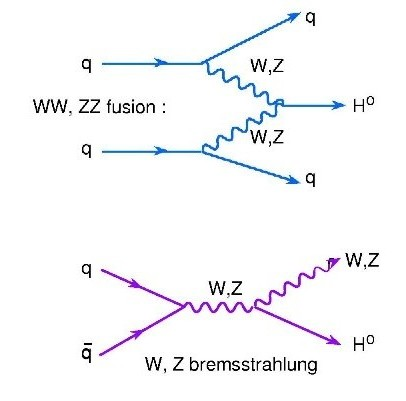 q
q
W,Z
WW, ZZ fusion :
H⁰
W,Z
q
q
q
W,Z
W,Z
q̄
H⁰
W, Z bremsstrahlung